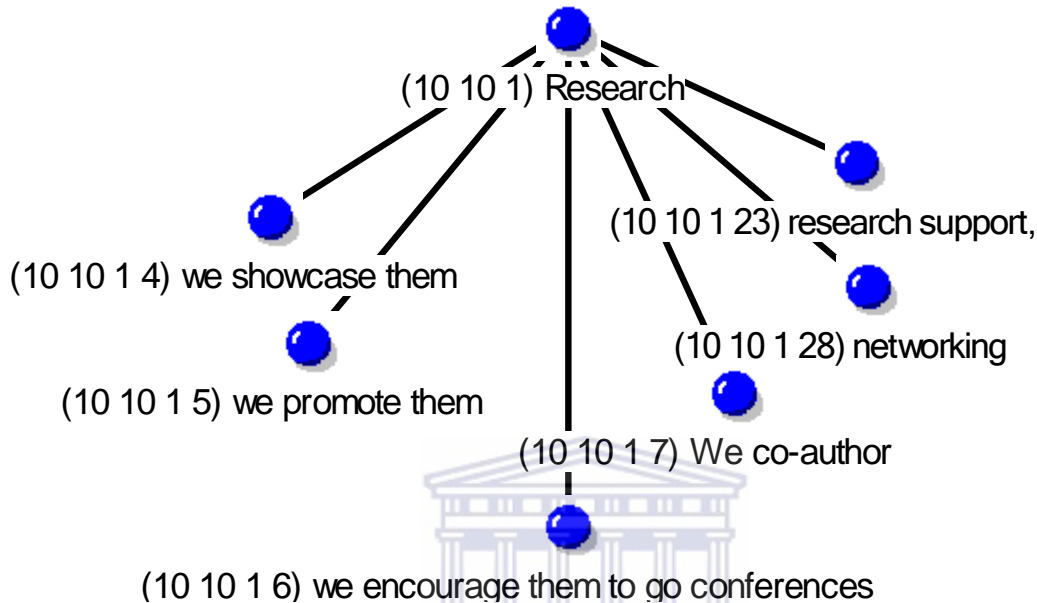 (10 10 1) Research
(10 10 1 23) research support,
(10 10 1 4) we showcase them
(10 10 1 28) networking
(10 10 1 5) we promote them
(10 10 1 7) We co-author
(10 10 1 6) we encourage them to go conferences